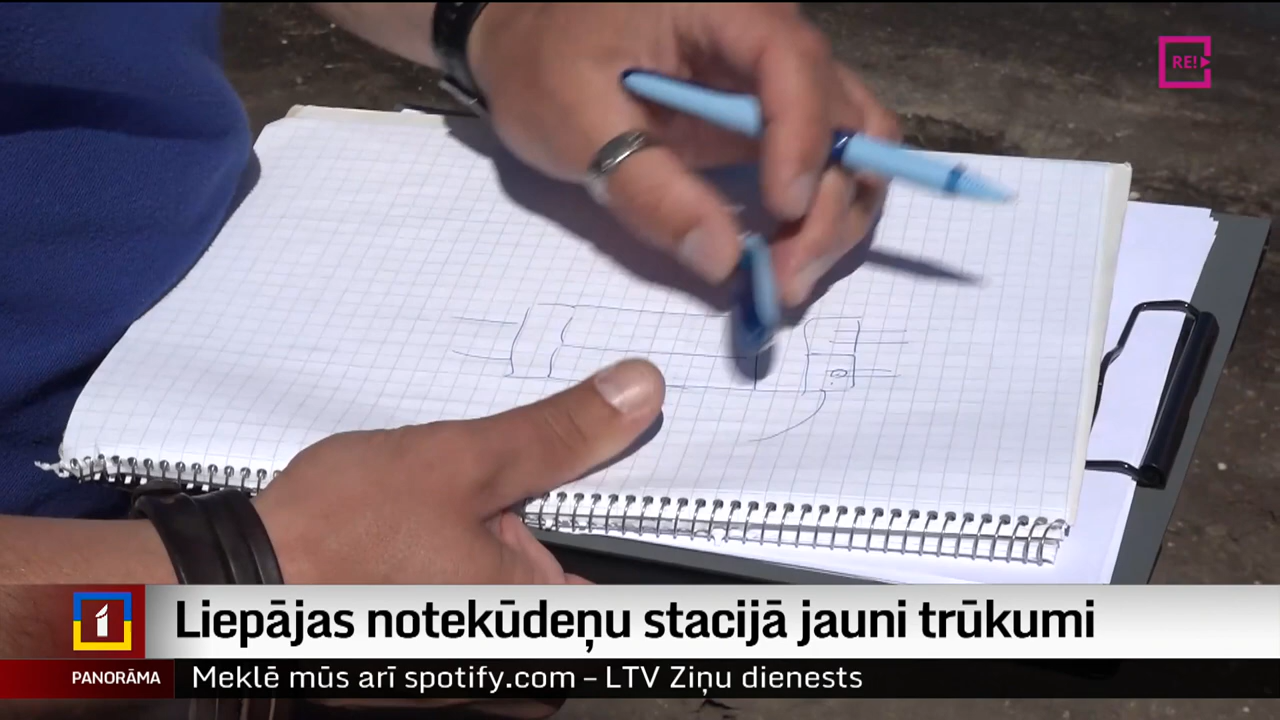 RE!
Liepājas notekūdeņu stacijā jauni trūkumi
1
PANORĀMA
Meklē mūs arī spotify.com – LTV Ziņu dienests